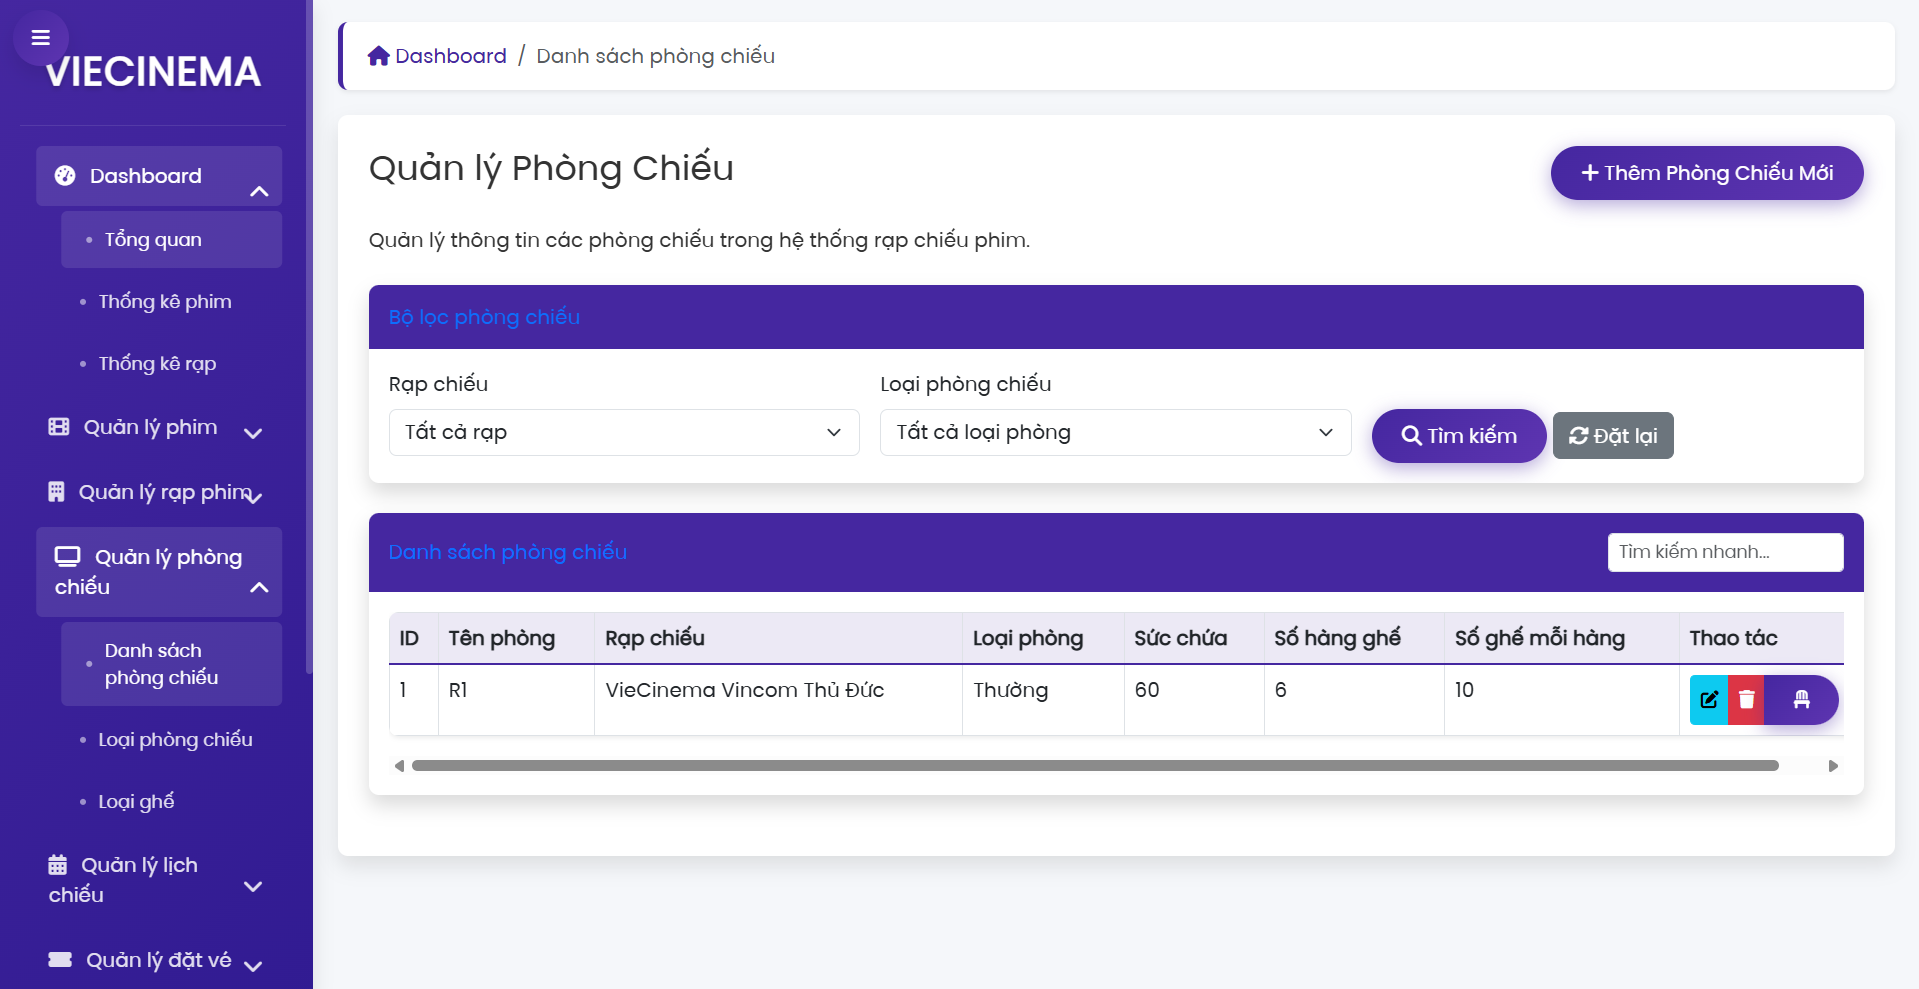 VIECINEMA
Dashboard
Tổng quan
Thống kê phim
Thống kê rạp
Quản lý phim
Quản lý rạp phim
Quản lý phòng
chiếu
Danh sách
phòng chiếu
Loại phòng chiếu
Loại ghế
Quản lý lịch
chiếu
Quản lý đặt vé
Dashboard / Danh sách phòng chiếu
Quản lý Phòng Chiếu
Thêm Phòng Chiếu Mới
Quản lý thông tin các phòng chiếu trong hệ thống rạp chiếu phim.
Bộ lọc phòng chiếu
Rạp chiếu Loại phòng chiếu
Tất cả rạp Tất cả loại phòng Tìm kiếm Đặt lại
Danh sách phòng chiếu Tìm kiếm nhanh...
ID Tên phòng Rạp chiếu Loại phòng Sức chứa Số hàng ghế Số ghế mỗi hàng Thao tác
1 R1 VieCinema Vincom Thủ Đức Thường 60 6 10